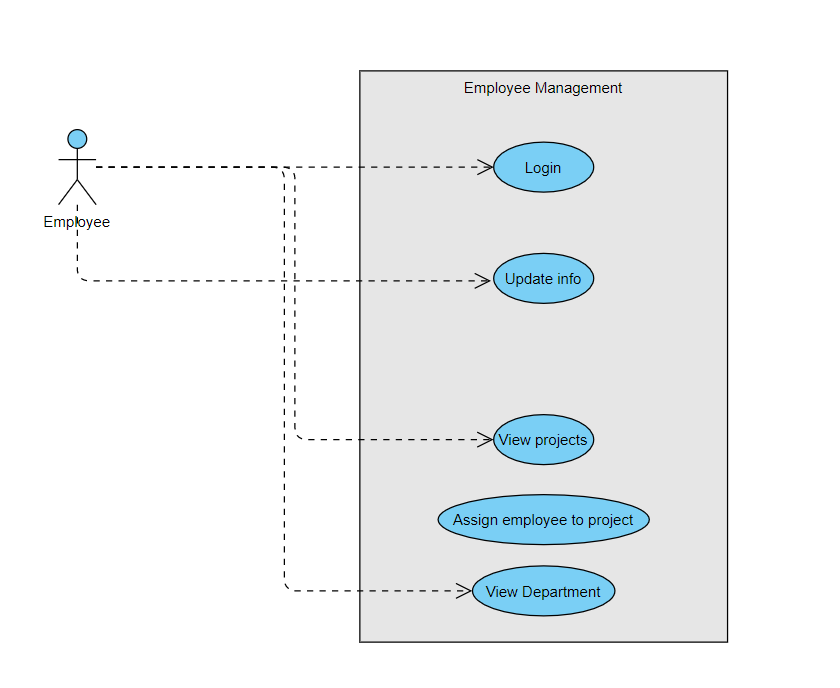 Employee Management
Login
Employee
Update info
View projects
Assign employee to project
View Department